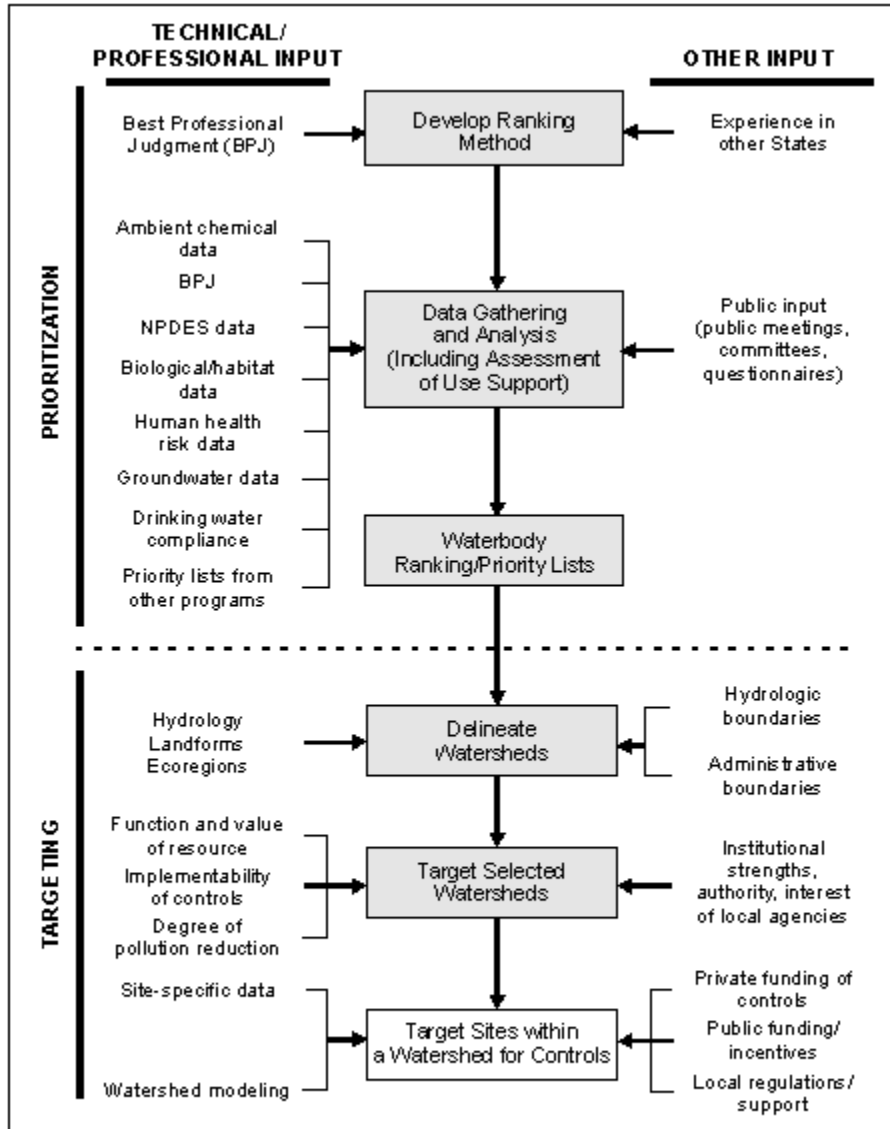 TECHNICAL/
PROFESSIONAL INPUT
OTHER INPUT
PRIORITIZATION
Best Professional
Judgment (BPJ)
Develop Ranking
Method
Experience in
other States
Ambient chemical
data
BPJ
NPDES data
Biological/habitat
data
Human health
risk data
Groundwater data
Drinking water
compliance
Priority lists from
other programs
Data Gathering
and Analysis
(Including Assessment
of Use Support)
Public input
(public meetings,
committees,
questionnaires)
Waterbody
Ranking/Priority Lists
TARGETING
Hydrology
Landforms
Ecoregions
Delineate
Watersheds
Hydrologic
boundaries
Administrative
boundaries
Function and value
of resource
Implementability
of controls
Degree of
pollution reduction
Target Selected
Watersheds
Institutional
strengths,
authority, interest
of local agencies
Site-specific data
Watershed modeling
Target Sites within
a Watershed for Controls
Private funding of
controls
Public funding/
incentives
Local regulations/
support